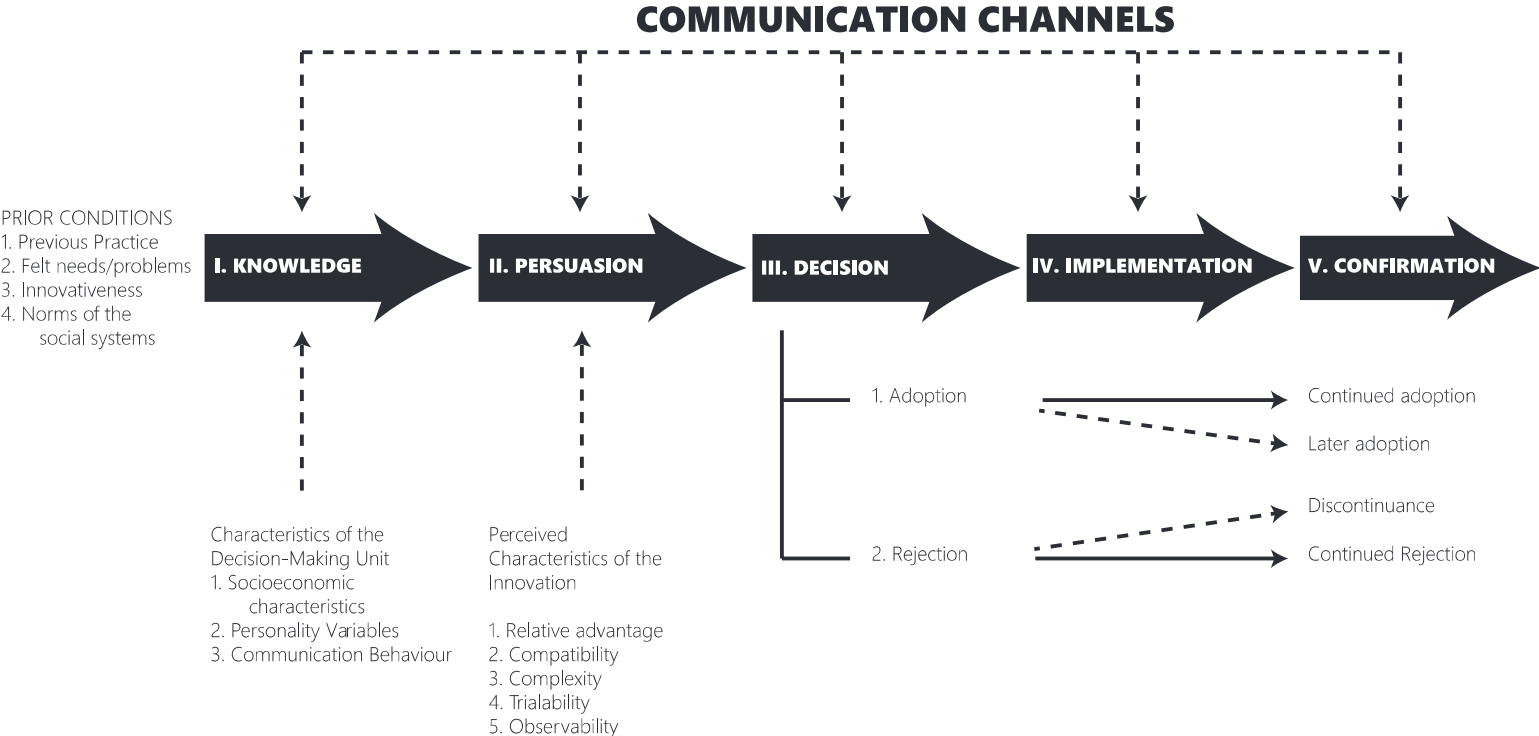 COMMUNICATION CHANNELS
PRIOR CONDITIONS
1. Previous Practice
2. Felt needs/problems
3. Innovativeness
4. Norms of the
social systems
I. KNOWLEDGE
II. PERSUASION
III. DECISION
IV. IMPLEMENTATION
V. CONFIRMATION
1. Adoption
Continued adoption
Later adoption
Discontinuance
2. Rejection
Continued Rejection
Characteristics of the
Decision-Making Unit
1. Socioeconomic
characteristics
2. Personality Variables
3. Communication Behaviour
Perceived
Characteristics of the
Innovation
1. Relative advantage
2. Compatibility
3. Complexity
4. Trialability
5. Observability